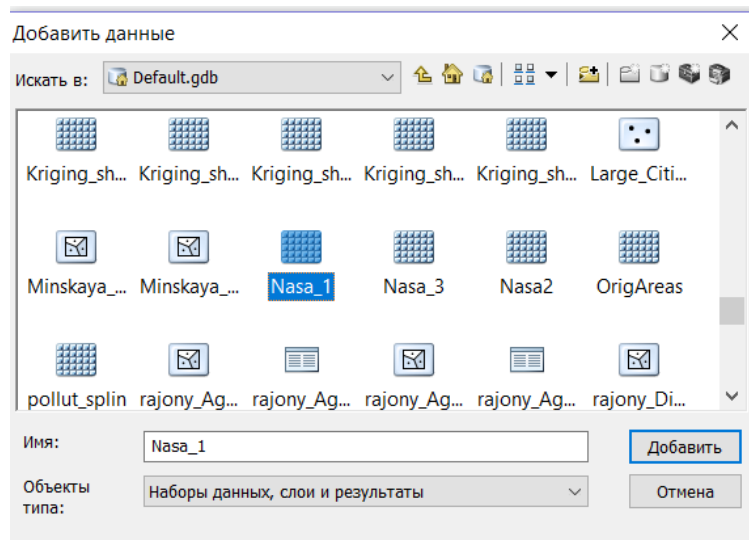 Добавить данные
Искать в: Default.gdb
Kriging_sh... Kriging_sh... Kriging_sh... Kriging_sh... Kriging_sh... Large_Citi...
Minskaya_... Minskaya_... Nasa_1 Nasa_3 Nasa2 OrigAreas
pollut_splin rajony_Ag... rajony_Ag... rajony_Ag... rajony_Ag... rajony_Di...
Имя: Nasa_1 Добавить
Объекты типа: Наборы данных, слои и результаты Отмена